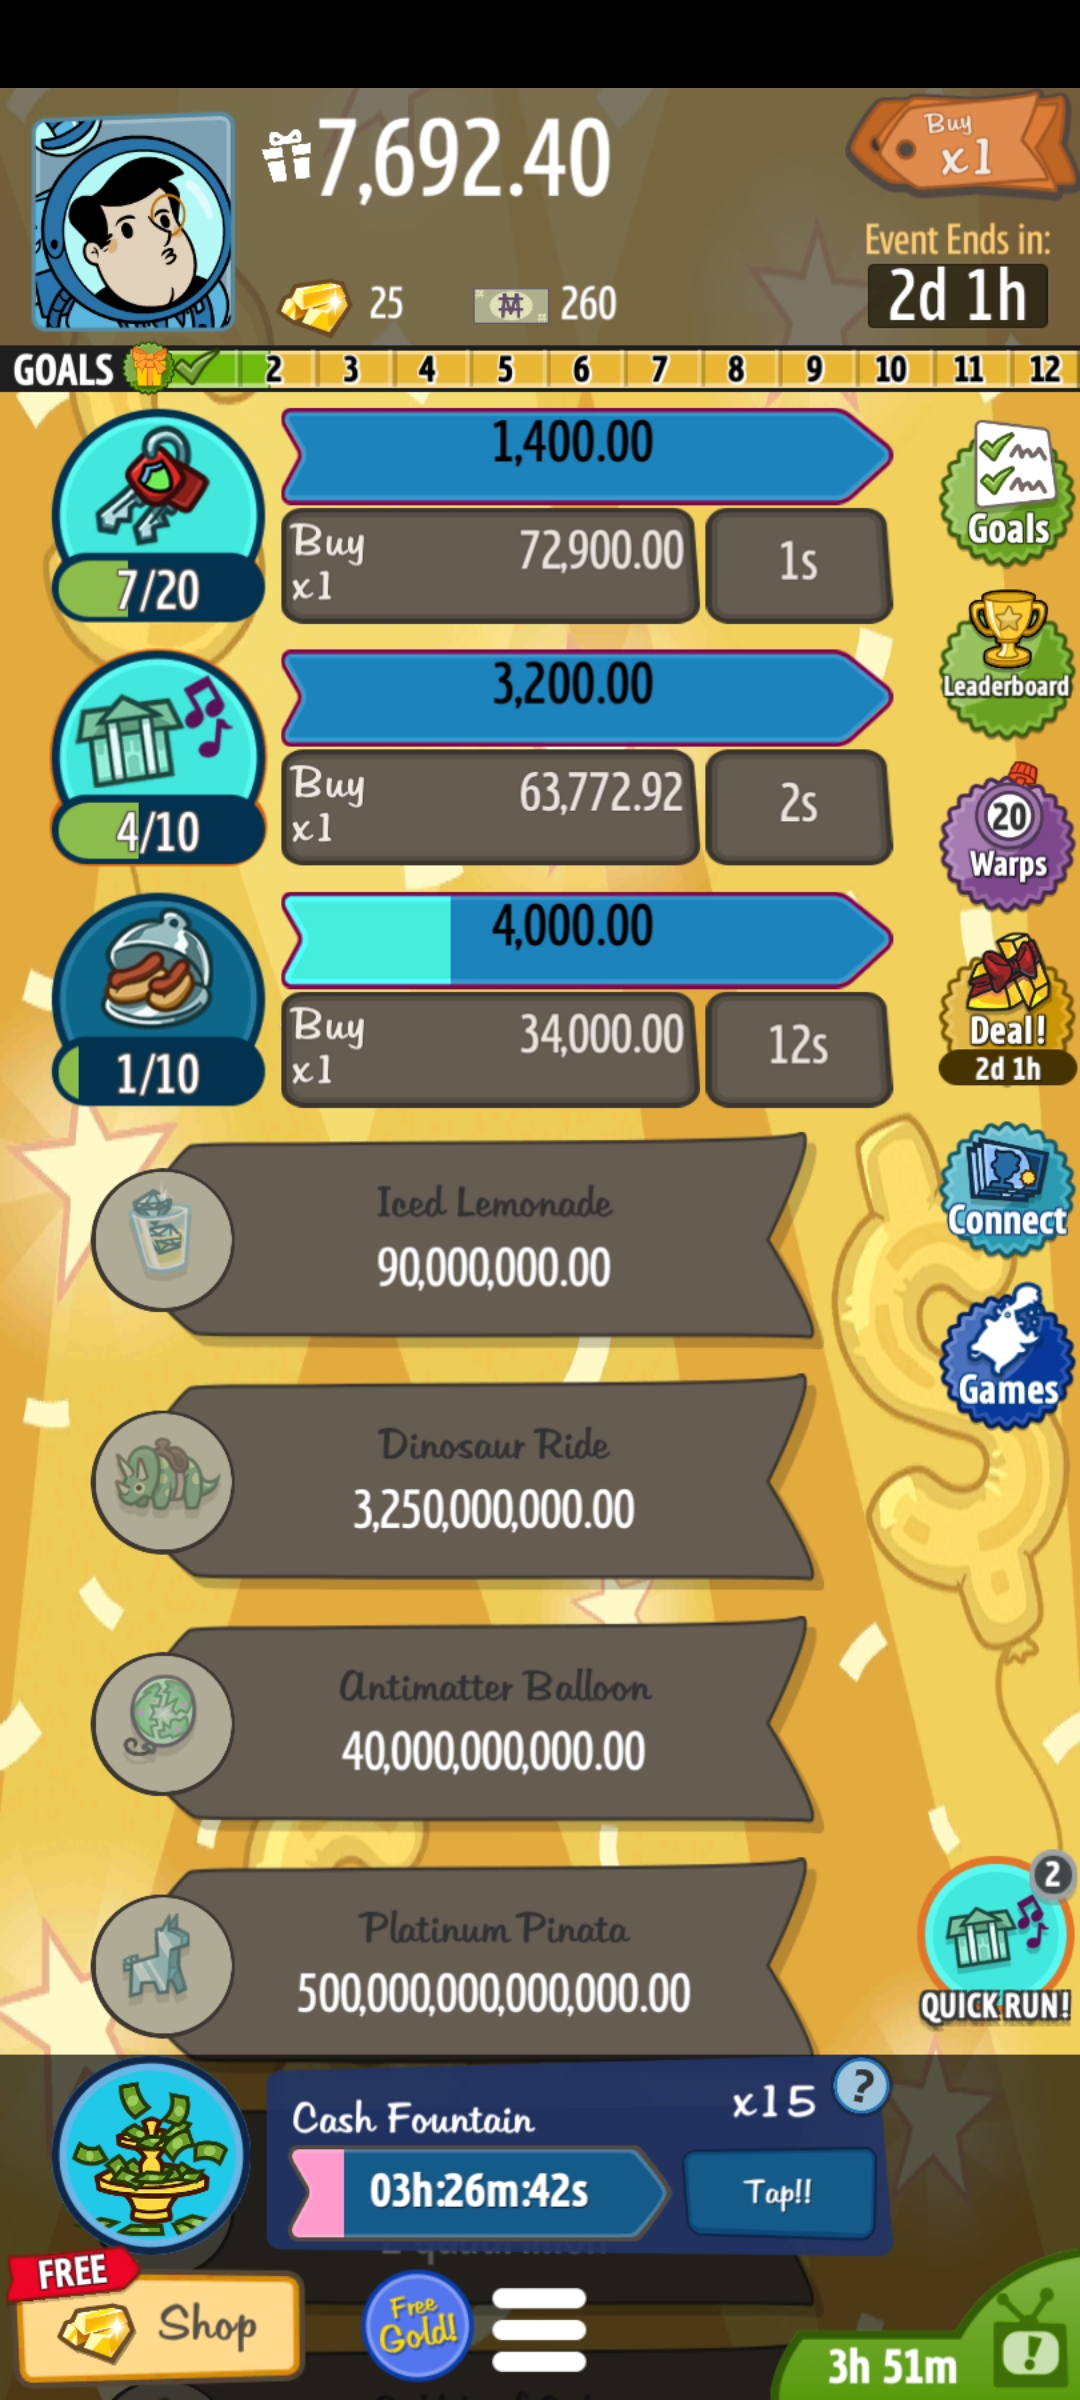 7,692.40
Buy
x1
25
260
Event Ends in:
2d 1h
GOALS 2 3 4 5 6 7 8 9 10 11 12
1,400.00
7/20
Buy
x1
72,900.00
1s
Goals
3,200.00
4/10
Buy
x1
63,772.92
2s
Leaderboard
20
Warps
4,000.00
1/10
Buy
x1
34,000.00
12s
Deal!
2d 1h
Iced Lemonade
90,000,000.00
Connect
Games
Dinosaur Ride
3,250,000,000.00
Antimatter Balloon
40,000,000,000.00
Platinum Pinata
500,000,000,000,000.00
2
QUICK RUN!
Cash Fountain
x15
?
03h:26m:42s
Tap!!
FREE
Shop
Free
Gold!
3h 51m
!